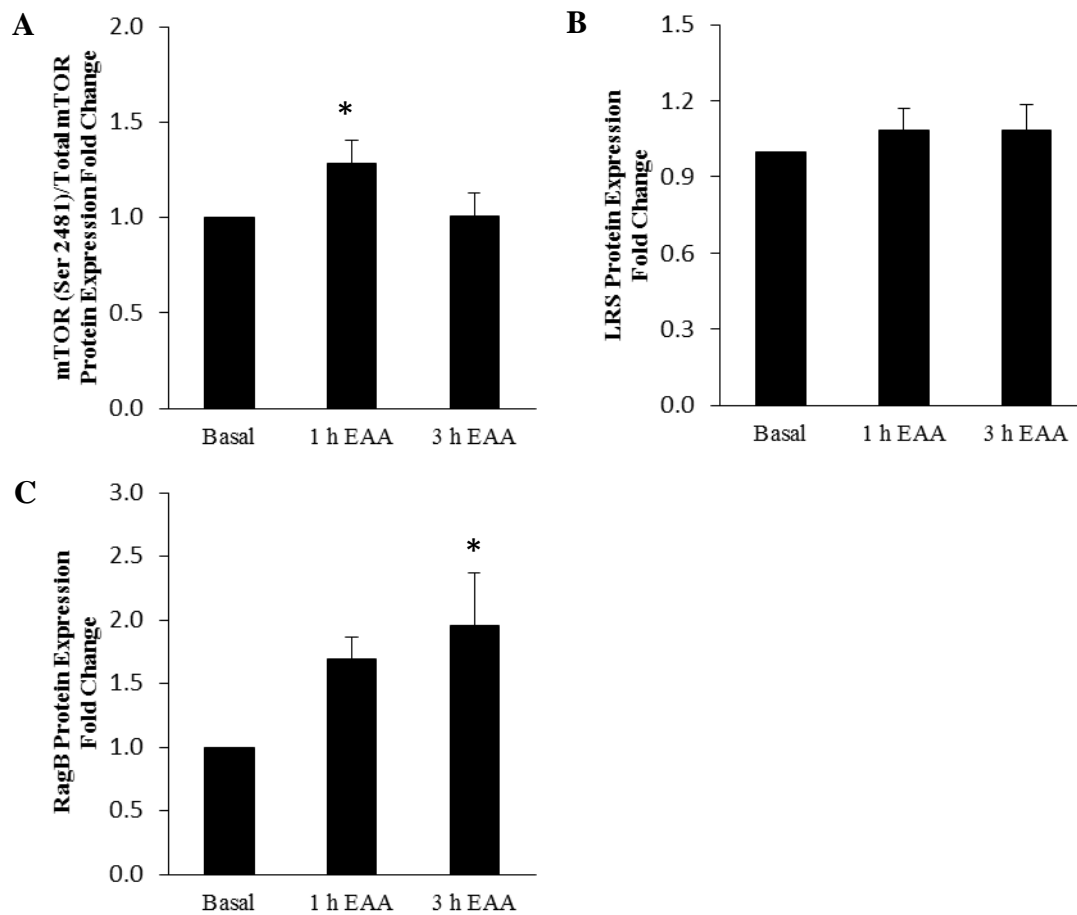 A
mTOR (Ser 2481)/Total mTOR
Protein Expression Fold Change
2.0
1.5
1.0
0.5
0.0
*
Basal
1 h EAA
3 h EAA
B
LRS Protein Expression
Fold Change
1.5
1.2
0.9
0.6
0.3
0.0
Basal
1 h EAA
3 h EAA
C
RagB Protein Expression
Fold Change
3.0
2.5
2.0
1.5
1.0
0.5
0.0
*
Basal
1 h EAA
3 h EAA